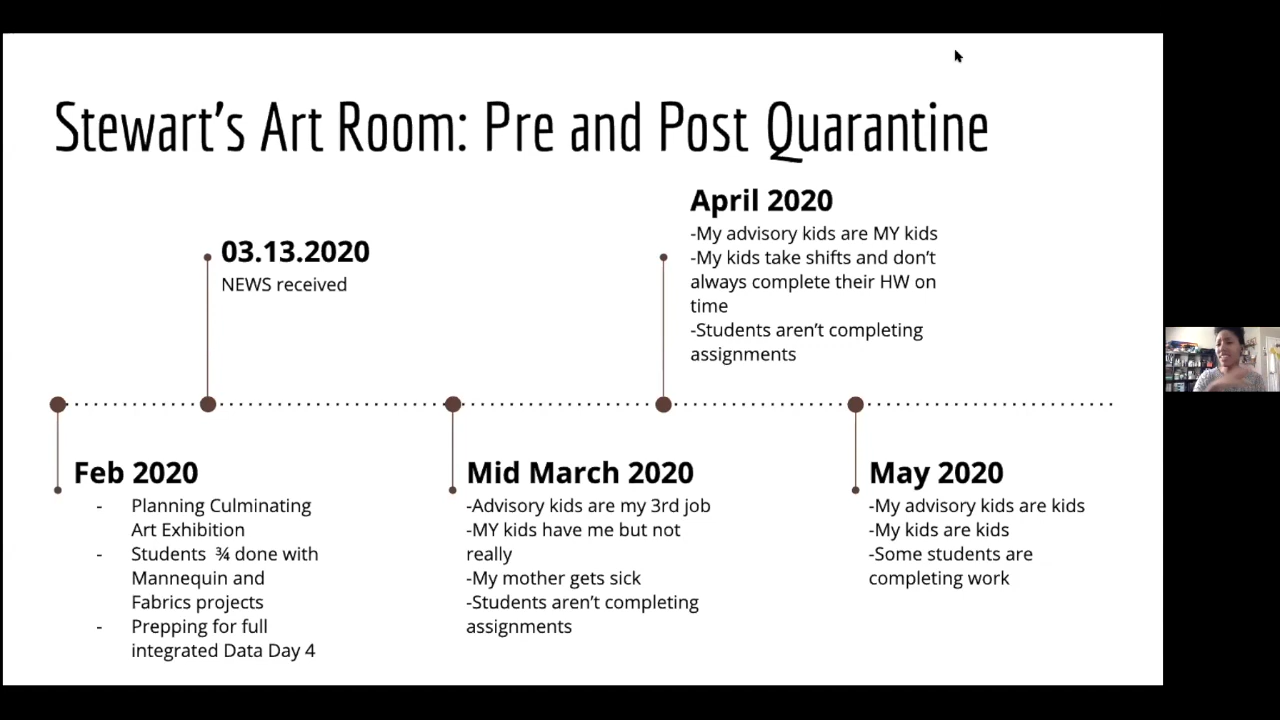 Stewart's Art Room: Pre and Post Quarantine
03.13.2020
NEWS received
April 2020
-My advisory kids are MY kids
-My kids take shifts and don't
always complete their HW on
time
-Students aren't completing
assignments
Feb 2020
- Planning Culminating
Art Exhibition
- Students ¾ done with
Mannequin and
Fabrics projects
- Prepping for full
integrated Data Day 4
Mid March 2020
-Advisory kids are my 3rd job
-MY kids have me but not
really
-My mother gets sick
-Students aren't completing
assignments
May 2020
-My advisory kids are kids
-My kids are kids
-Some students are
completing work